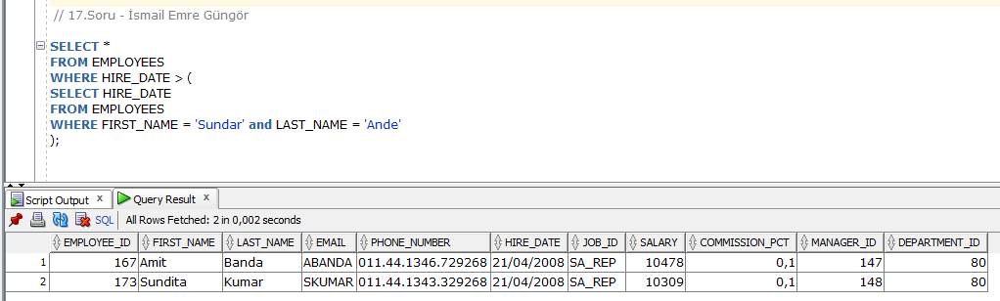 // 17.Soru - İsmail Emre Güngör
SELECT *
FROM EMPLOYEES
WHERE HIRE_DATE > (
SELECT HIRE_DATE
FROM EMPLOYEES
WHERE FIRST_NAME = 'Sundar' and LAST_NAME = 'Ande'
);
Script Output x Query Result x
SQL All Rows Fetched: 2 in 0,002 seconds
EMPLOYEE_ID FIRST_NAME LAST_NAME EMAIL PHONE_NUMBER HIRE_DATE JOB_ID SALARY COMMISSION_PCT MANAGER_ID DEPARTMENT_ID
1 167 Amit Banda ABANDA 011.44.1346.729268 21/04/2008 SA_REP 10478 0,1 147 80
2 173 Sundita Kumar SKUMAR 011.44.1343.329268 21/04/2008 SA_REP 10309 0,1 148 80